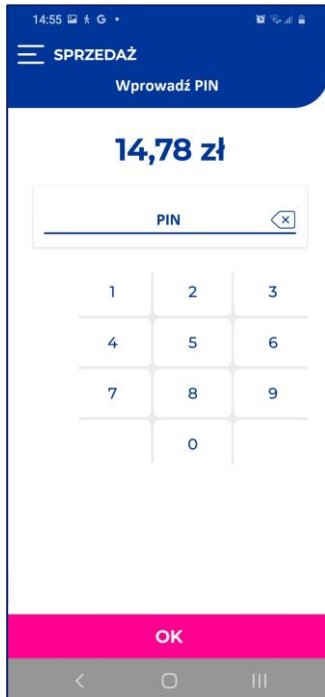 14:55 G •
SPRZEDAŻ
Wprowadź PIN
14,78 zł
PIN
1 2 3
4 5 6
7 8 9
0
OK